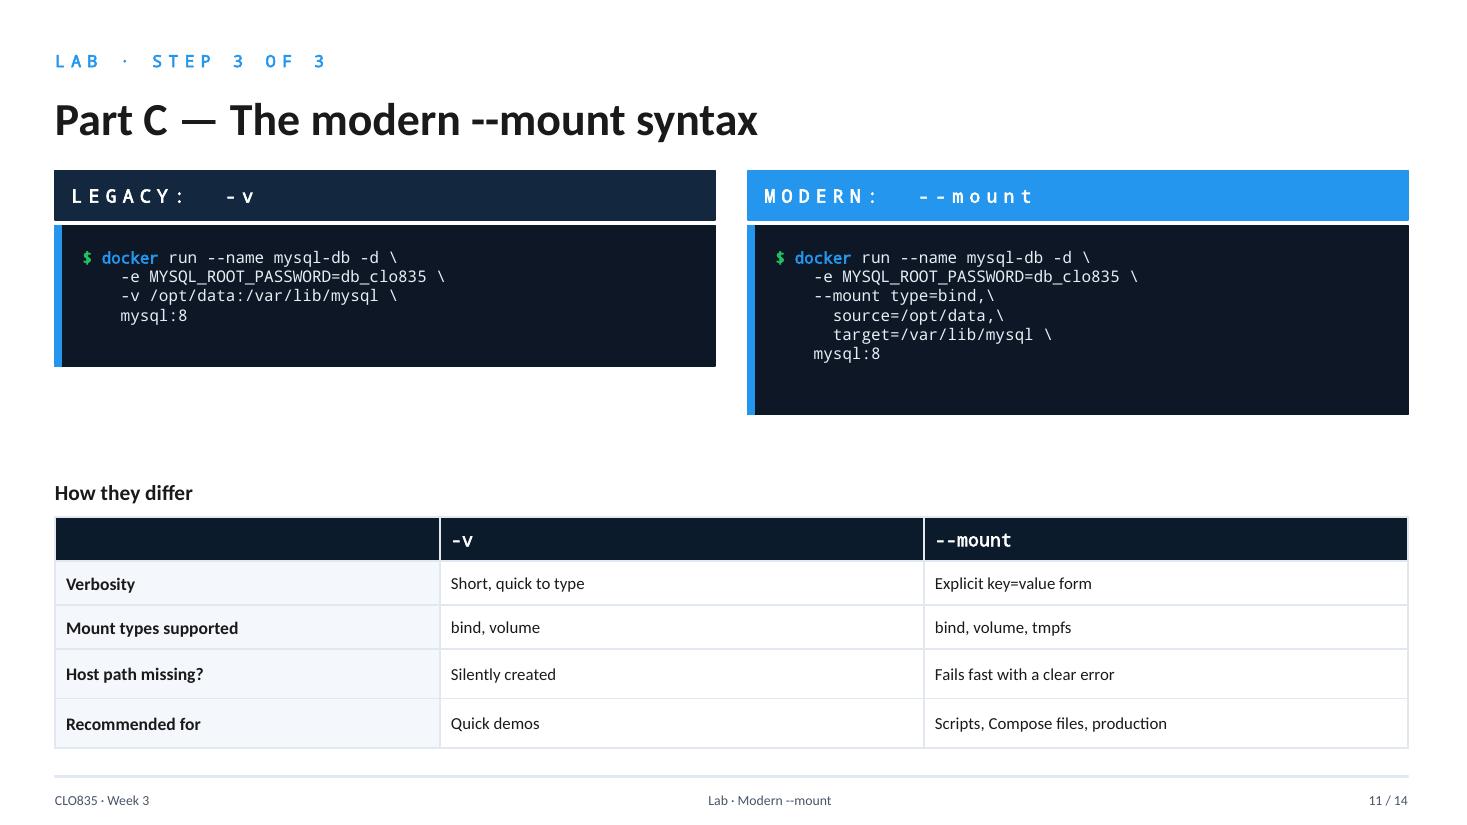 LAB · STEP 3 OF 3
Part C — The modern --mount syntax
LEGACY: -v
$ docker run --name mysql-db -d \
-e MYSQL_ROOT_PASSWORD=db_clo835 \
-v /opt/data:/var/lib/mysql \
mysql:8
MODERN: --mount
$ docker run --name mysql-db -d \
-e MYSQL_ROOT_PASSWORD=db_clo835 \
--mount type=bind,\
source=/opt/data,\
target=/var/lib/mysql \
mysql:8
How they differ
-v --mount
Verbosity Short, quick to type Explicit key=value form
Mount types supported bind, volume bind, volume, tmpfs
Host path missing? Silently created Fails fast with a clear error
Recommended for Quick demos Scripts, Compose files, production
CLO835 · Week 3 Lab · Modern --mount 11 / 14